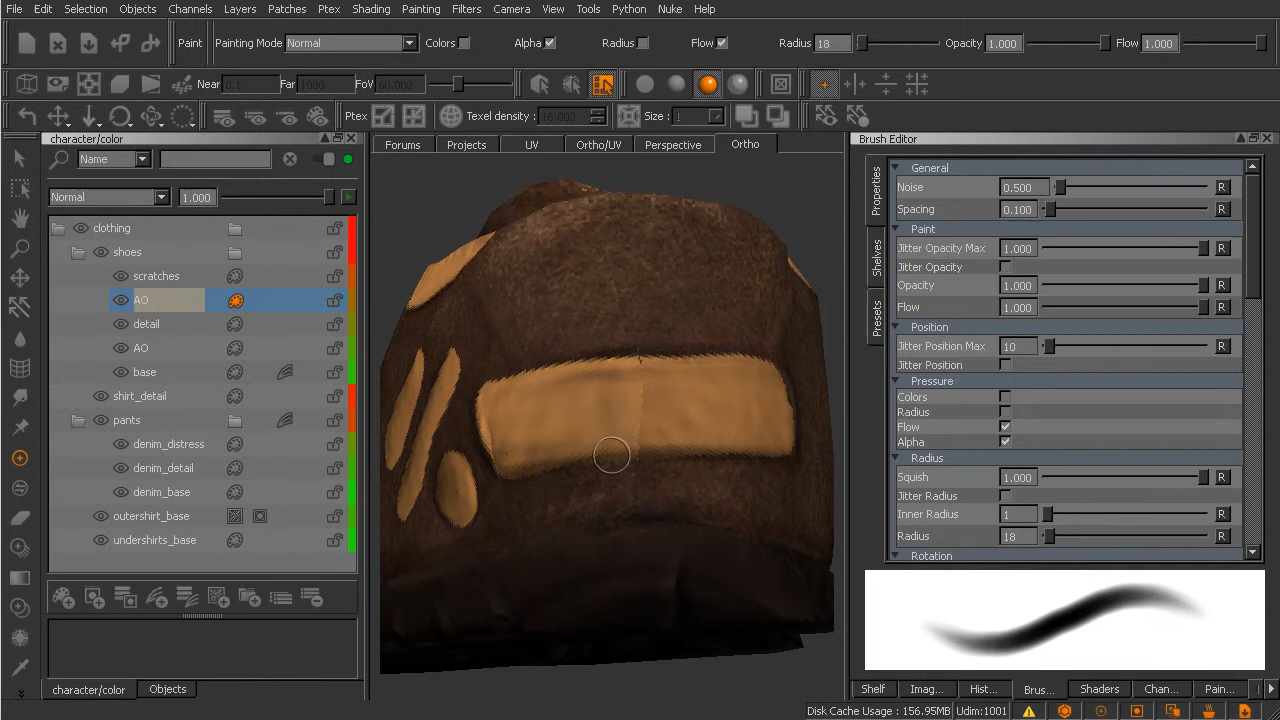 File Edit Selection Objects Channels Layers Patches Ptex Shading Painting Filters Camera View Tools Python Nuke Help
Paint Painting Mode Normal Colors Alpha Radius Flow Radius 18 Opacity 1.000 Flow 1.000
Near 0.1 Far 1000 FoV 60.000
Ptex Texel density : 16.000 Size : 1
character/color
Name
Normal 1.000
clothing
shoes
scratches
AO
detail
AO
base
shirt_detail
pants
denim_distress
denim_detail
denim_base
outershirt_base
undershirts_base
character/color Objects
Forums Projects UV Ortho/UV Perspective Ortho
Brush Editor
Properties
Shelves
Presets
General
Noise 0.500 R
Spacing 0.100 R
Paint
Jitter Opacity Max 1.000 R
Jitter Opacity
Opacity 1.000 R
Flow 1.000 R
Position
Jitter Position Max 10 R
Jitter Position
Pressure
Colors
Radius
Flow
Alpha
Radius
Squish 1.000 R
Jitter Radius
Inner Radius 1 R
Radius 18 R
Rotation
Shelf Imag... Hist... Brus... Shaders Chan... Pain...
Disk Cache Usage : 156.95MB Udim:1001